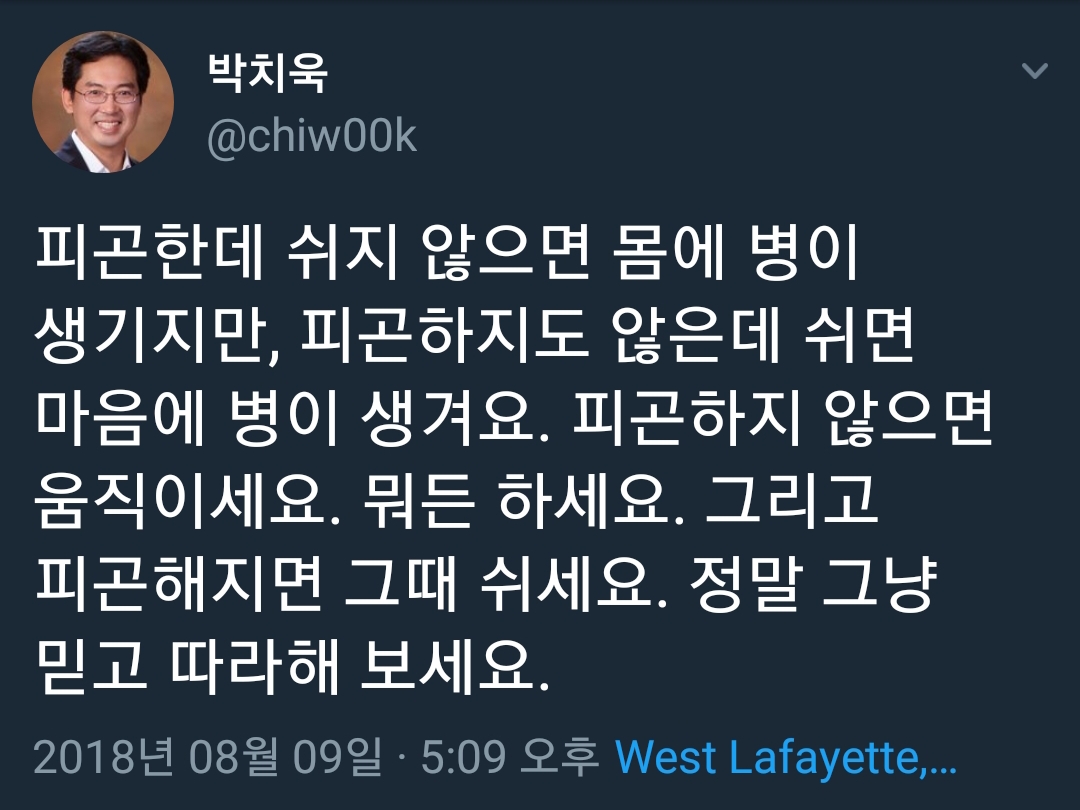 박치욱
@chiw00k
피곤한데 쉬지 않으면 몸에 병이
생기지만, 피곤하지도 않은데 쉬면
마음에 병이 생겨요. 피곤하지 않으면
움직이세요. 뭐든 하세요. 그리고
피곤해지면 그때 쉬세요. 정말 그냥
믿고 따라해 보세요.
2018년 08월 09일 · 5:09 오후 West Lafayette,...